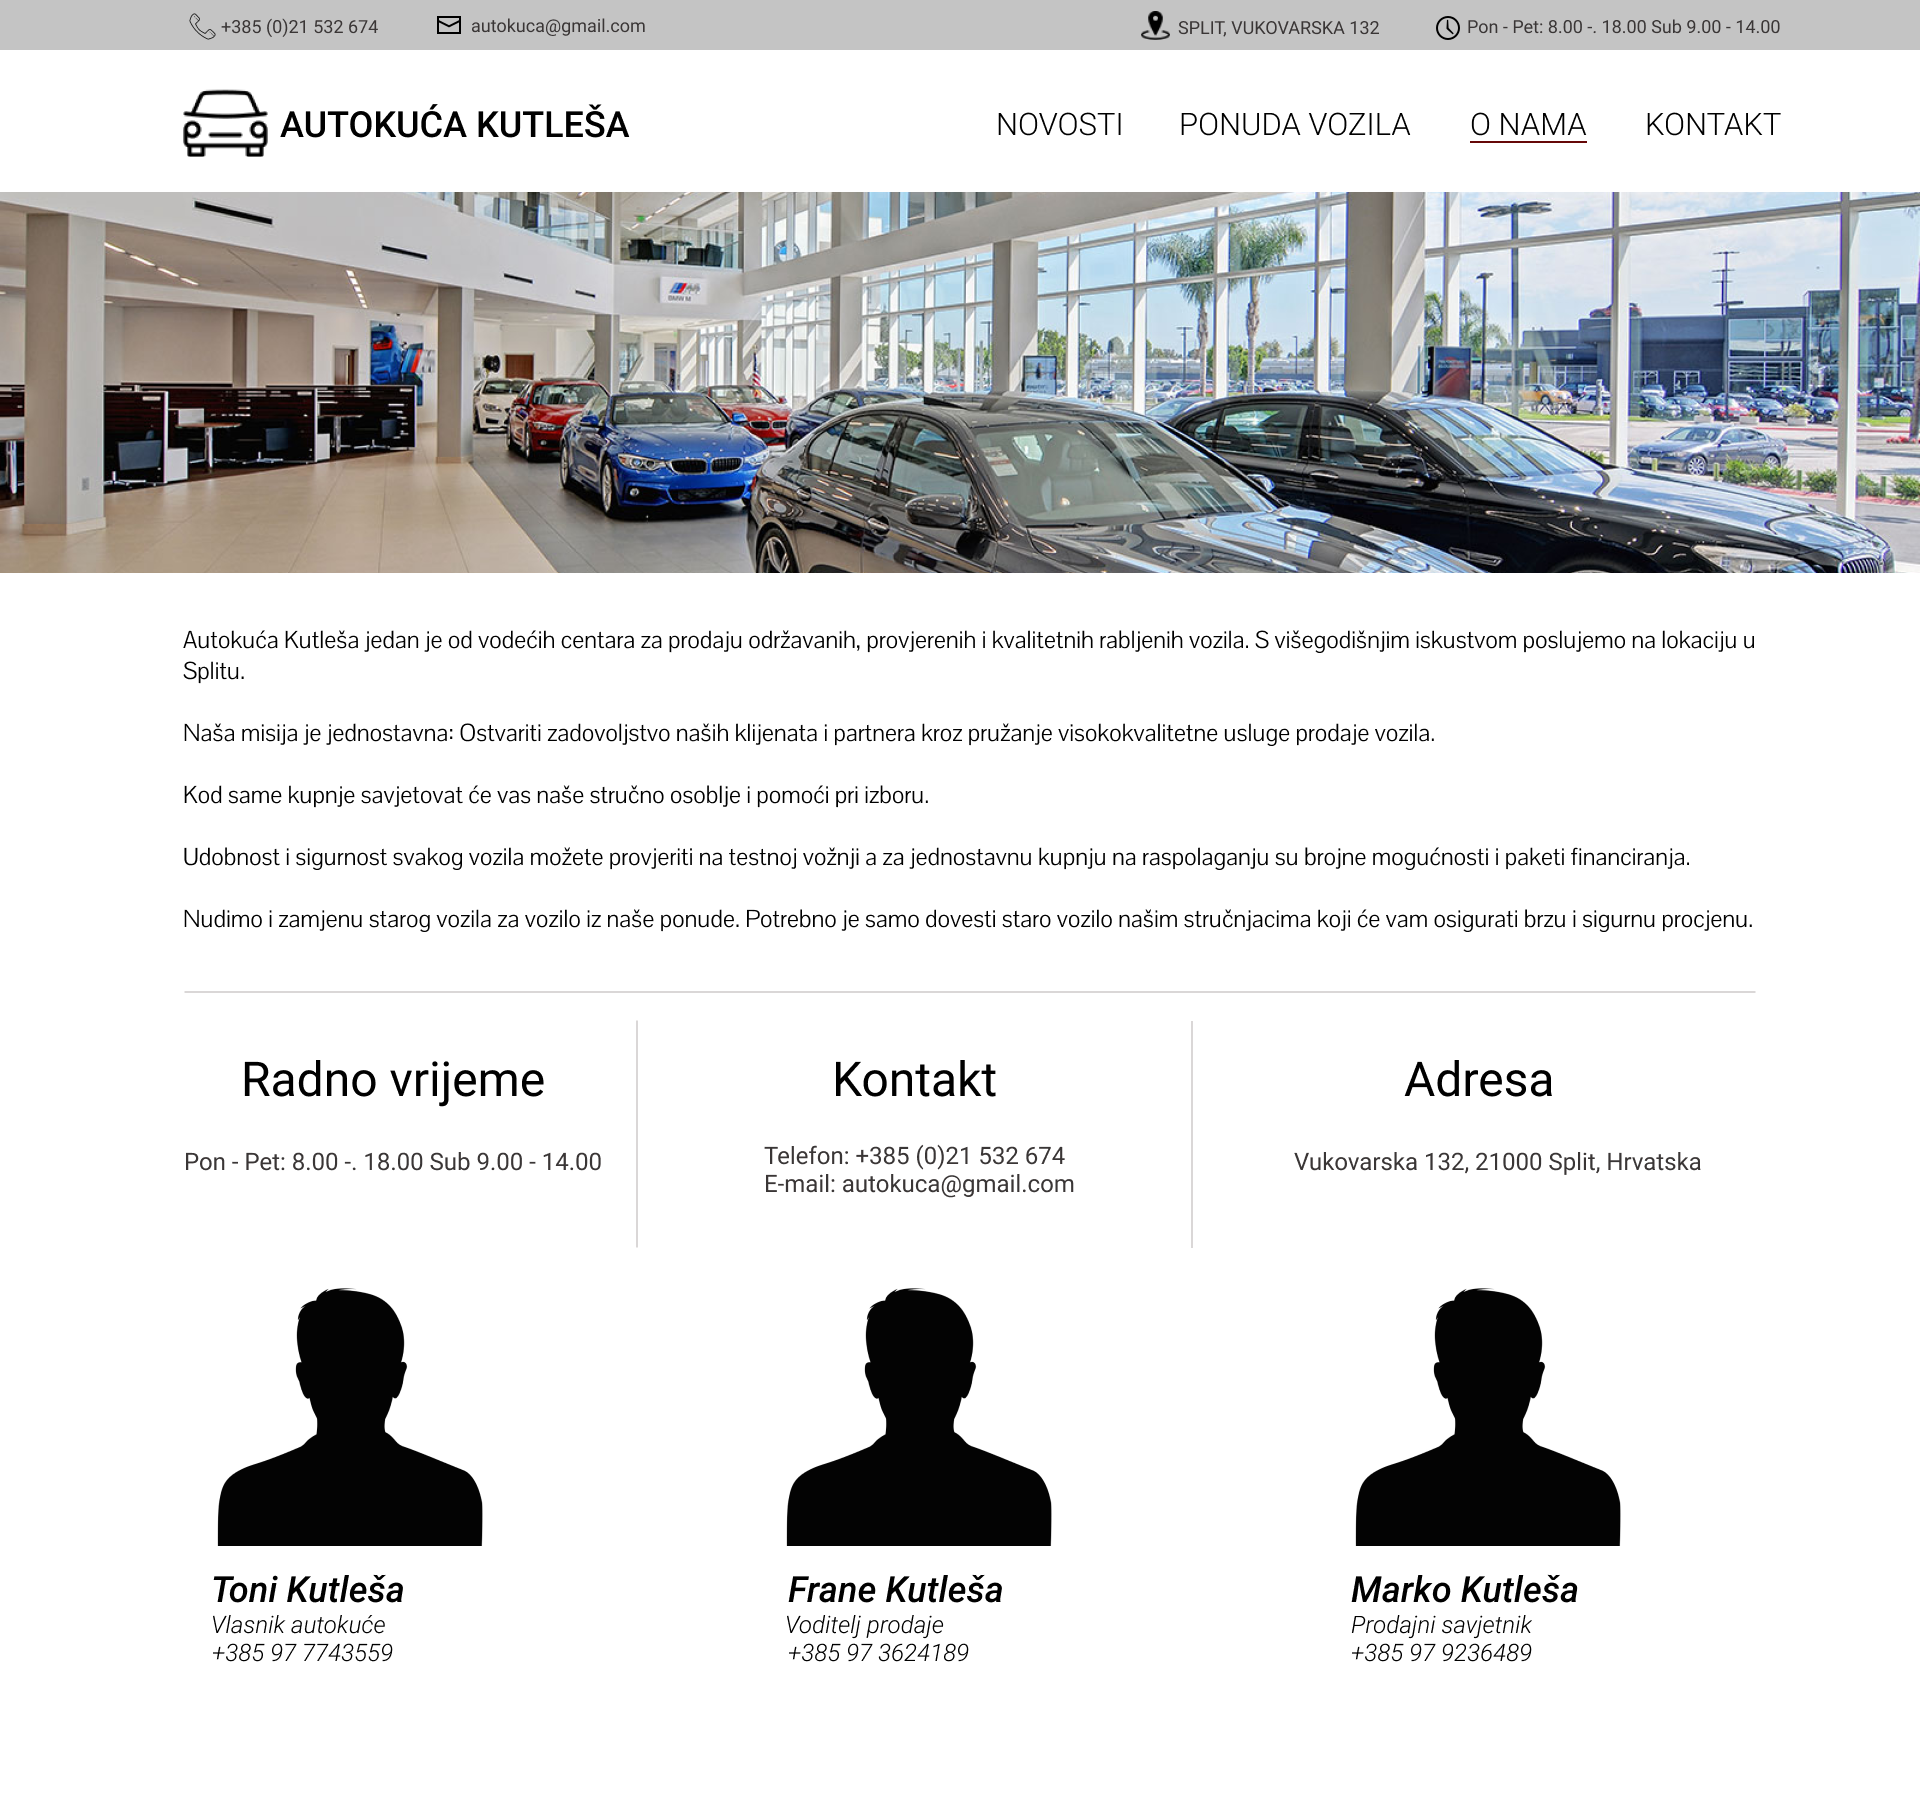 +385 (0)21 532 674
autokuca@gmail.com
SPLIT, VUKOVARSKA 132
Pon - Pet: 8.00 -. 18.00 Sub 9.00 - 14.00
AUTOKUĆA KUTLEŠA
NOVOSTI
PONUDA VOZILA
O NAMA
KONTAKT
BMW M
Autokuća Kutleša jedan je od vodećih centara za prodaju održavanih, provjerenih i kvalitetnih rabljenih vozila. S višegodišnjim iskustvom poslujemo na lokaciju u
Splitu.
Naša misija je jednostavna: Ostvariti zadovoljstvo naših klijenata i partnera kroz pružanje visokokvalitetne usluge prodaje vozila.
Kod same kupnje savjetovat će vas naše stručno osoblje i pomoći pri izboru.
Udobnost i sigurnost svakog vozila možete provjeriti na testnoj vožnji a za jednostavnu kupnju na raspolaganju su brojne mogućnosti i paketi financiranja.
Nudimo i zamjenu starog vozila za vozilo iz naše ponude. Potrebno je samo dovesti staro vozilo našim stručnjacima koji će vam osigurati brzu i sigurnu procjenu.
Radno vrijeme
Pon - Pet: 8.00 -. 18.00 Sub 9.00 - 14.00
Kontakt
Telefon: +385 (0)21 532 674
E-mail: autokuca@gmail.com
Adresa
Vukovarska 132, 21000 Split, Hrvatska
Toni Kutleša
Vlasnik autokuće
+385 97 7743559
Frane Kutleša
Voditelj prodaje
+385 97 3624189
Marko Kutleša
Prodajni savjetnik
+385 97 9236489